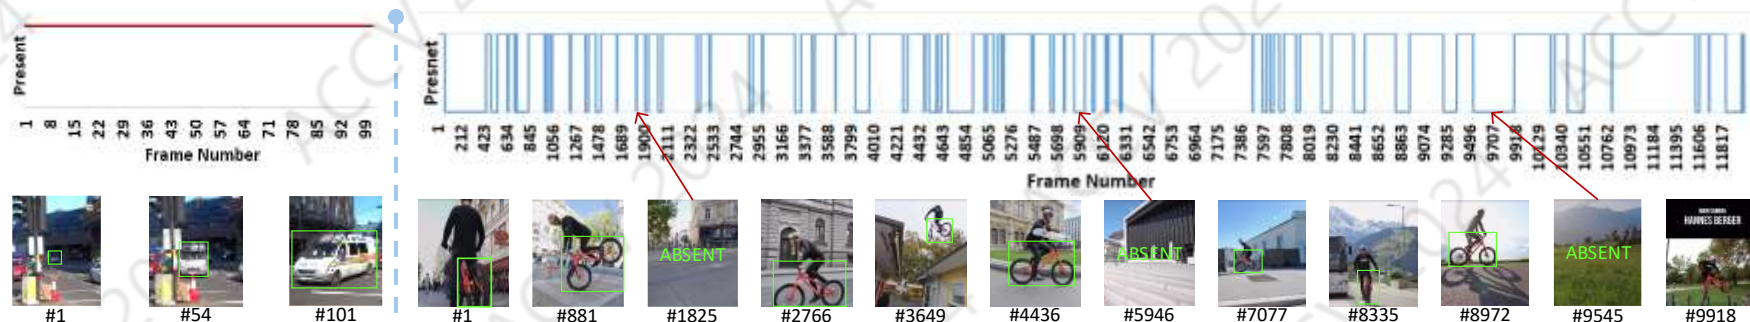 Present
1 8 15 22 29 36 43 50 57 64 71 78 85 92 99
Frame Number
#1 #54 #101
Presnet
1 212 423 634 845 1056 1267 1478 1689 1900 2111 2322 2533 2744 2955 3166 3377 3588 3799 4010 4221 4432 4643 4854 5065 5276 5487 5698 5909 6120 6331 6542 6753 6964 7175 7386 7597 7808 8019 8230 8441 8652 8863 9074 9285 9496 9707 9918 10129 10340 10551 10762 10973 11184 11395 11606 11817
Frame Number
ABSENT ABSENT ABSENT
HANNES BERGER
#1 #881 #1825 #2766 #3649 #4436 #5946 #7077 #8335 #8972 #9545 #9918
ACCV 2024